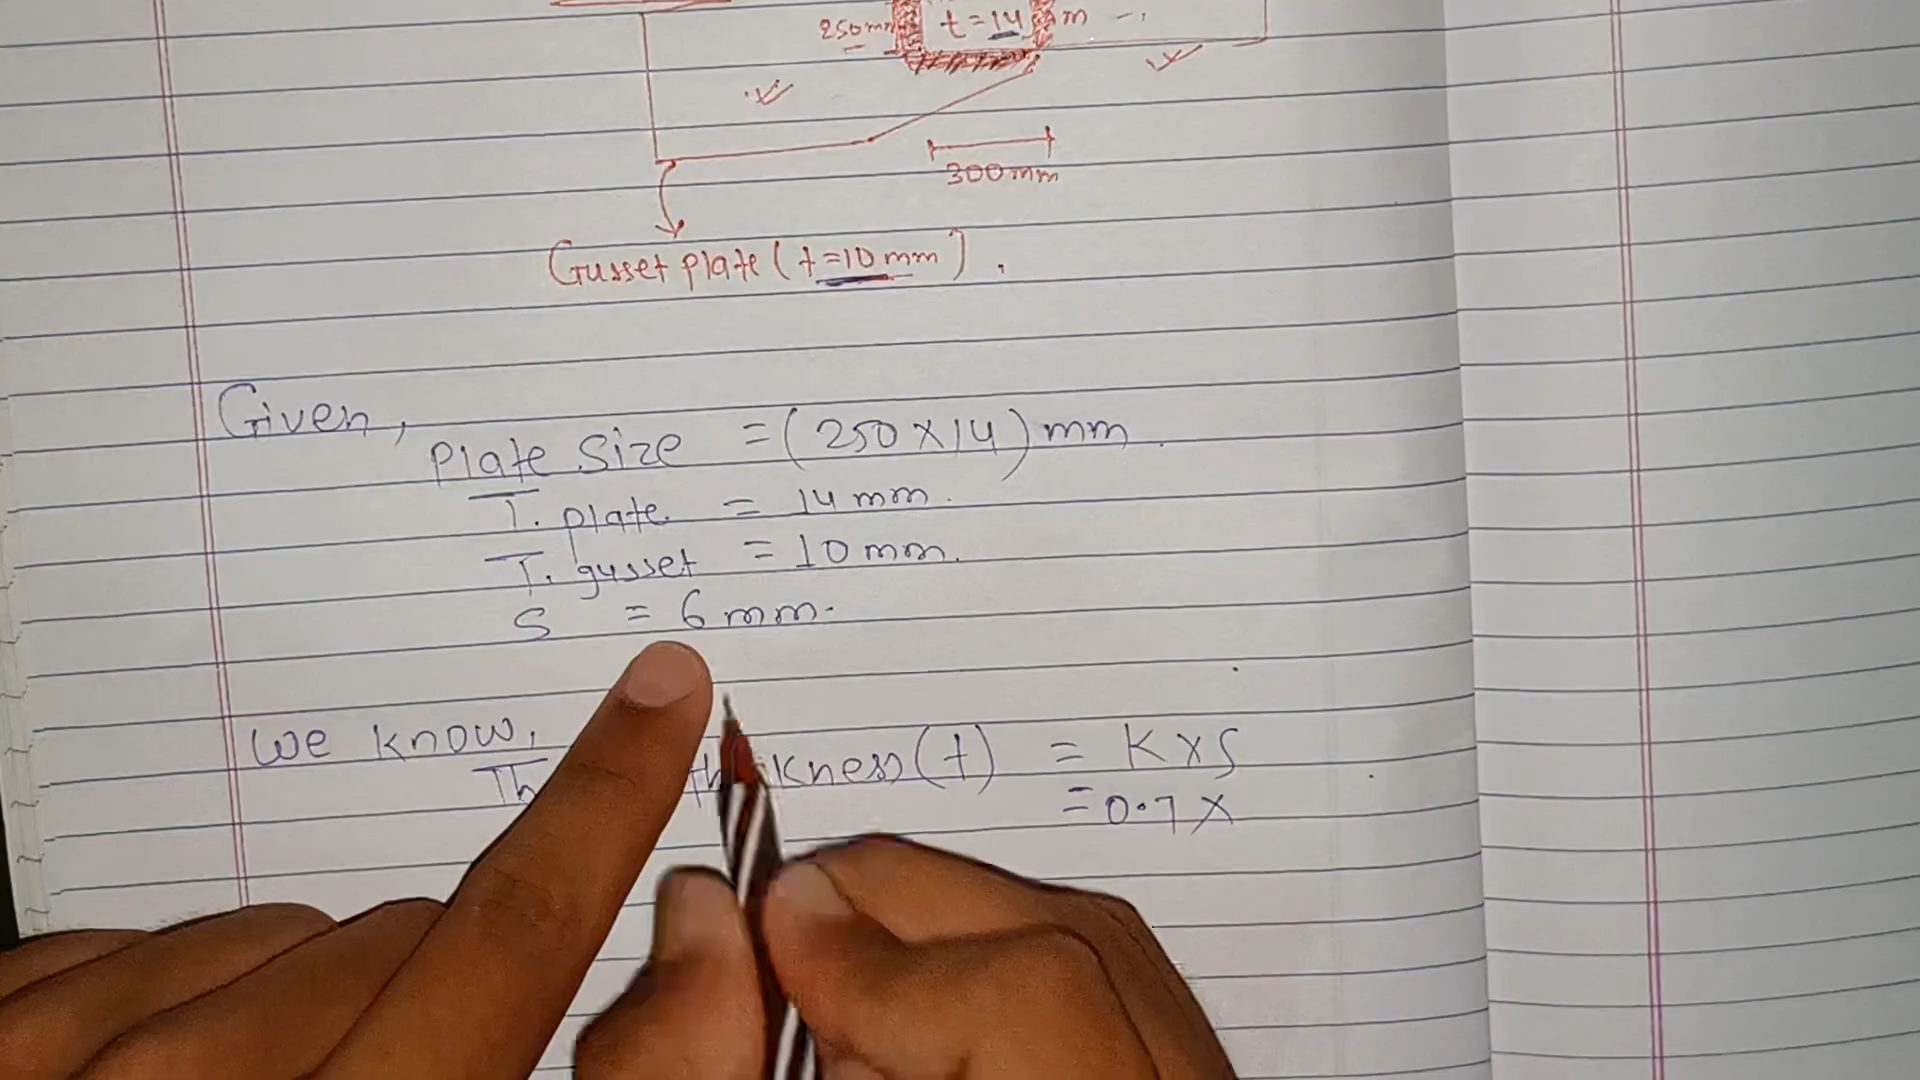 250mm t=14 mm
300mm
Gusset plate (t=10mm).
Given,
Plate Size = (250×14) mm.
T. plate. = 14 mm.
T. gusset = 10 mm.
S = 6 mm.
We know,
kness (t) = K×S
= 0.7×